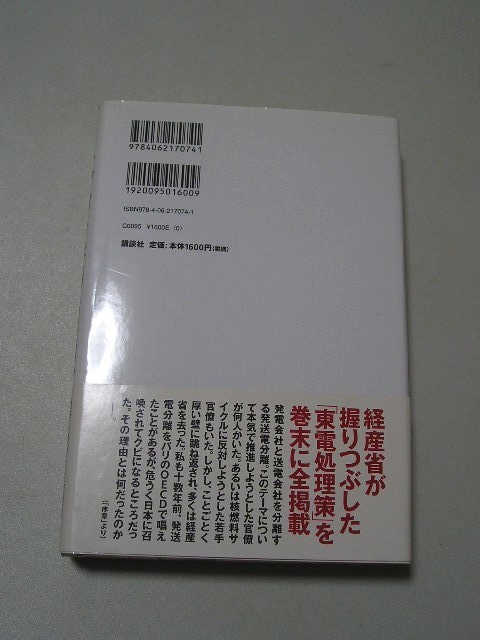 9784062170741
1920095016009
ISBN978-4-06-217074-1
C0095 ¥1600E (0)
講談社 定価:本体1600円(税別)
経産省が
握りつぶした
「東電処理策」を
巻末に全掲載
発電会社と送電会社を分離す
る発送電分離。このテーマについ
て本気で推進しようとした官僚
が何人かいた。あるいは核燃料サ
イクルに反対しようとした若手
官僚もいた。しかし、ことごとく
厚い壁に跳ね返され、多くは経産
省を去った。私も十数年前、発送
電分離をパリのOECDで唱え
たことがあるが、危うく日本に召
喚されてクビになるところだっ
た。その理由とは何だったのか
――。
(「序章」より)